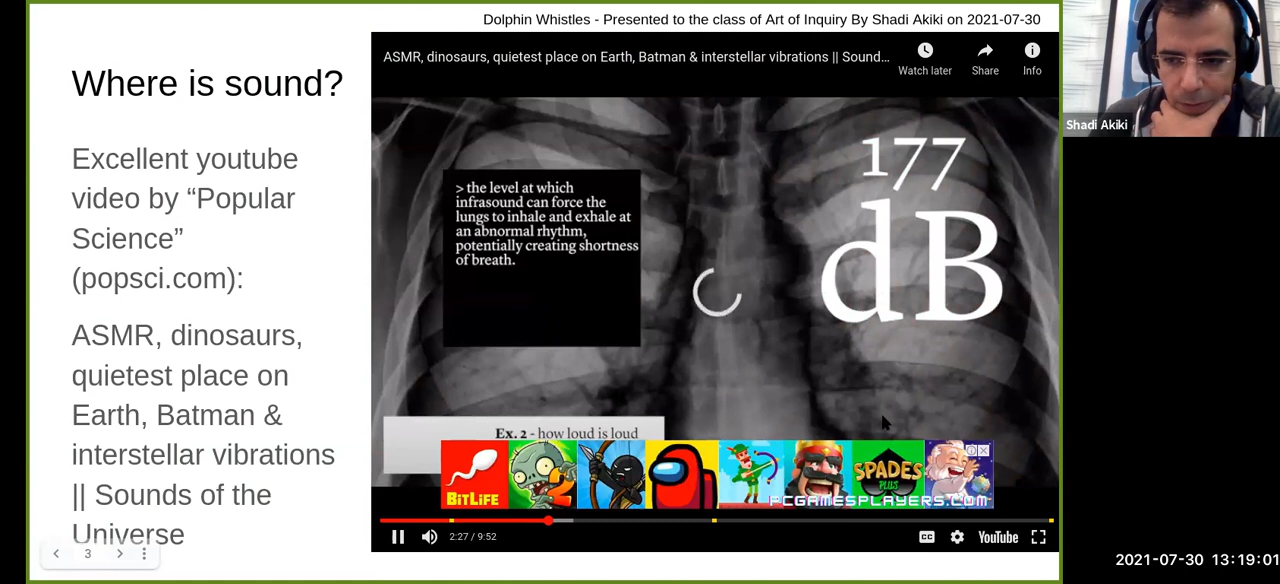 Dolphin Whistles - Presented to the class of Art of Inquiry By Shadi Akiki on 2021-07-30
Where is sound?
Excellent youtube
video by “Popular
Science”
(popsci.com):
ASMR, dinosaurs,
quietest place on
Earth, Batman &
interstellar vibrations
|| Sounds of the
Universe
3
ASMR, dinosaurs, quietest place on Earth, Batman & interstellar vibrations || Sound...
Watch later
Share
Info
> the level at which
infrasound can force the
lungs to inhale and exhale at
an abnormal rhythm,
potentially creating shortness
of breath.
177
dB
Ex. 2 - how loud is loud
BITLIFE
SPADES
PLUS
PCGAMESPLAYERS.COM
2:27 / 9:52
CC
YouTube
Shadi Akiki
2021-07-30 13:19:01